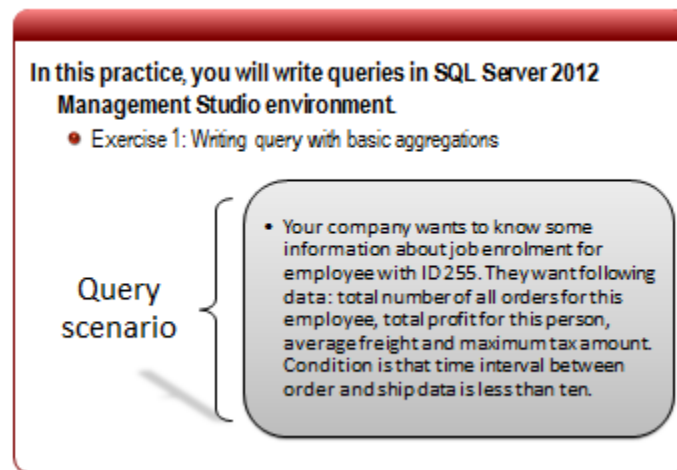 In this practice, you will write queries in SQL Server 2012
Management Studio environment.
• Exercise 1: Writing query with basic aggregations
Query
scenario
• Your company wants to know some
information about job enrolment for
employee with ID 255. They want following
data: total number of all orders for this
employee, total profit for this person,
average freight and maximum tax amount.
Condition is that time interval between
order and ship data is less than ten.